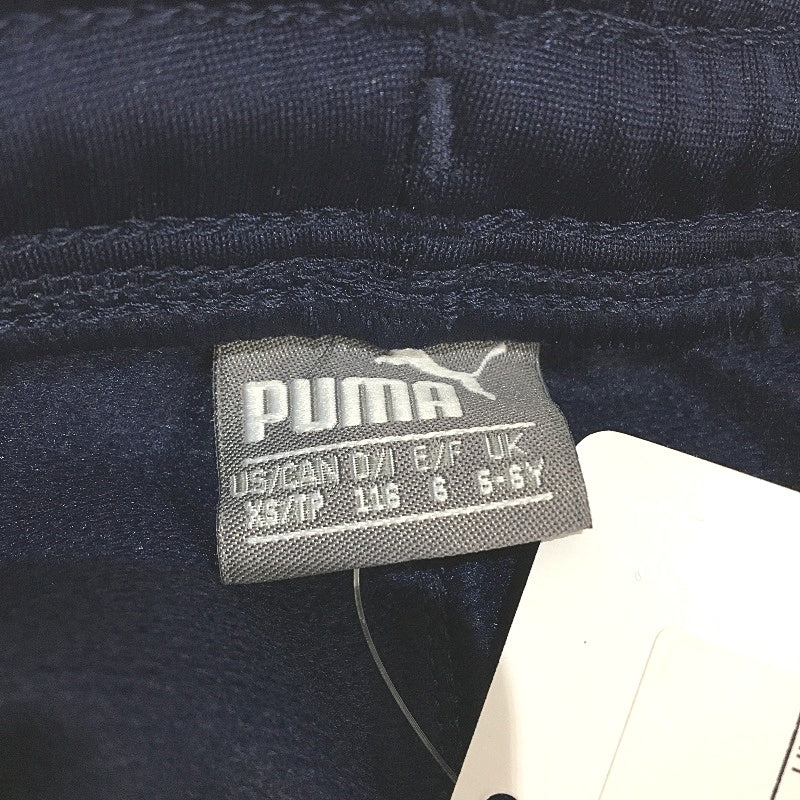 PUMA
US/CAN D/I E/F UK
XS/TP 116 6 5-6Y